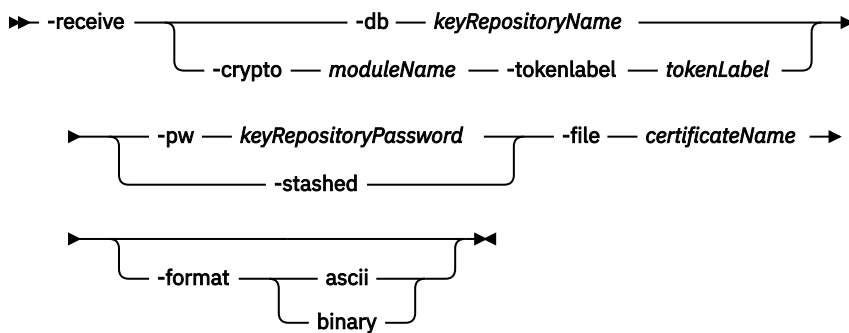 -receive -db keyRepositoryName
-crypto moduleName -tokenlabel tokenLabel
-pw keyRepositoryPassword -file certificateName
-stashed
-format ascii
binary